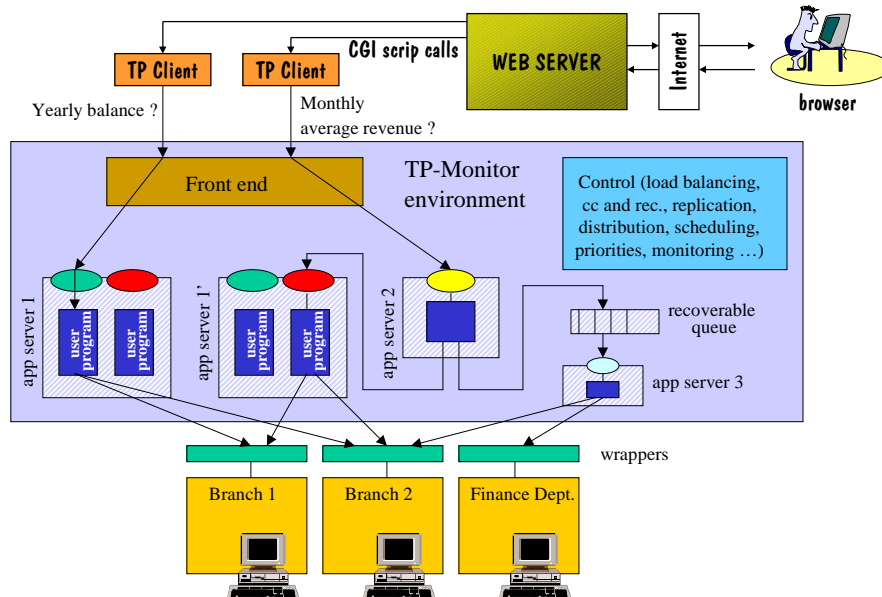 CGI scrip calls
TP Client
TP Client
WEB SERVER
Internet
browser
Yearly balance ?
Monthly
average revenue ?
Front end
TP-Monitor
environment
Control (load balancing,
cc and rec., replication,
distribution, scheduling,
priorities, monitoring …)
app server 1
user
program
user
program
app server 1’
user
program
user
program
app server 2
recoverable
queue
app server 3
wrappers
Branch 1
Branch 2
Finance Dept.